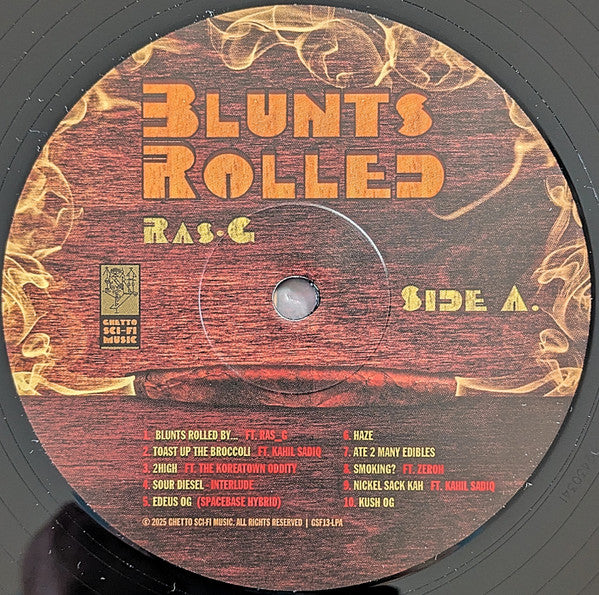 BLUNTS
ROLLED
RAS-G
SIDE A.
GHETTO
SCI-FI
MUSIC
1. BLUNTS ROLLED BY... FT. RAS_G
2. TOAST UP THE BROCCOLI FT. KAHIL SADIQ
3. 2HIGH FT. THE KOREATOWN ODDITY
4. SOUR DIESEL - INTERLUDE
5. EDEUS OG (SPACEBASE HYBRID)
6. HAZE
7. ATE 2 MANY EDIBLES
8. SMOKING? FT. ZEROH
9. NICKEL SACK KAH FT. KAHIL SADIQ
10. KUSH OG
© 2025 GHETTO SCI-FI MUSIC. ALL RIGHTS RESERVED | GSF13-LPA